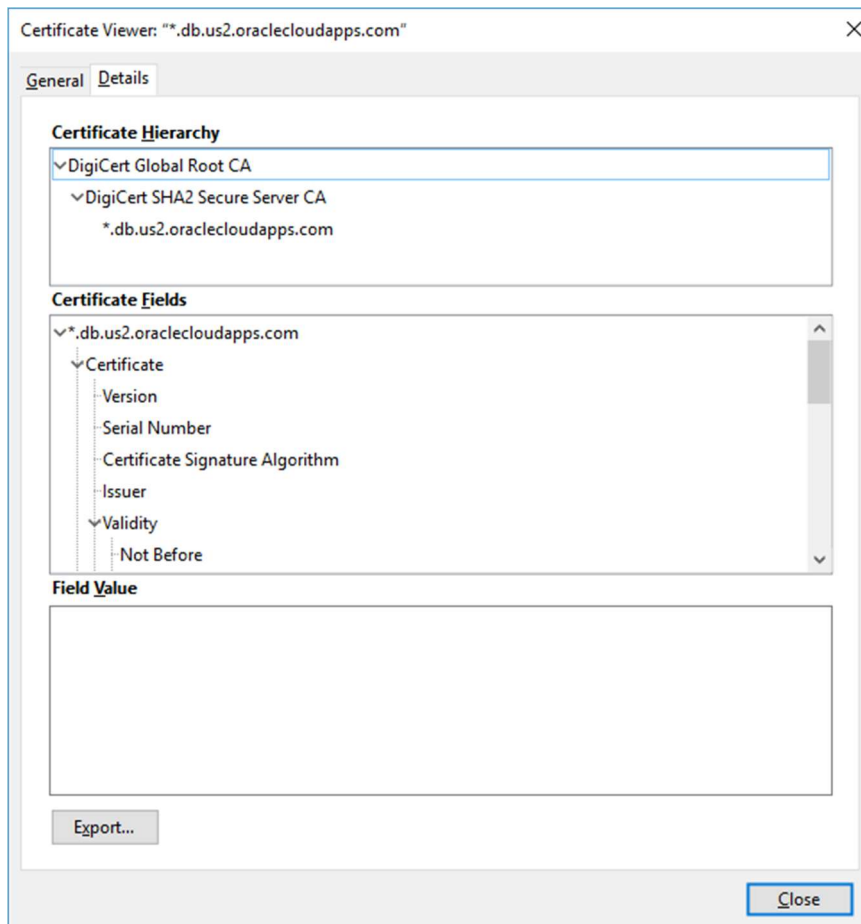 Certificate Viewer: "*.db.us2.oraclecloudapps.com"
General Details
Certificate Hierarchy
DigiCert Global Root CA
DigiCert SHA2 Secure Server CA
*.db.us2.oraclecloudapps.com
Certificate Fields
*.db.us2.oraclecloudapps.com
Certificate
Version
Serial Number
Certificate Signature Algorithm
Issuer
Validity
Not Before
Field Value
Export...
Close